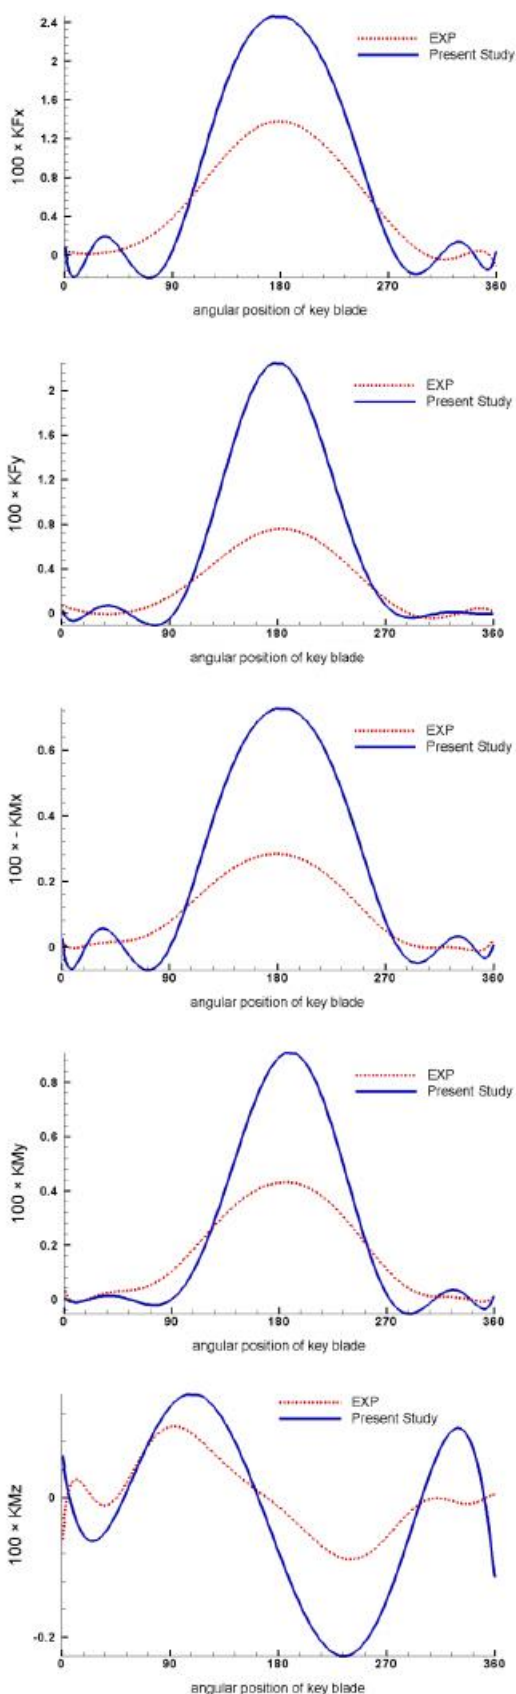 2.4
EXP
Present Study
2
1.6
100 × KFx
1.2
0.8
0.4
0
0 90 180 270 360
angular position of key blade
EXP
2
Present Study
1.6
100 × KFy
1.2
0.8
0.4
0
0 90 180 270 360
angular position of key blade
EXP
0.6
Present Study
0.4
100 × - KMx
0.2
0
0 90 180 270 360
angular position of key blade
EXP
0.8
Present Study
0.6
100 × KMy
0.4
0.2
0
0 90 180 270 360
angular position of key blade
EXP
Present Study
0
100 × KMz
-0.2
0 90 180 270 360
angular position of key blade